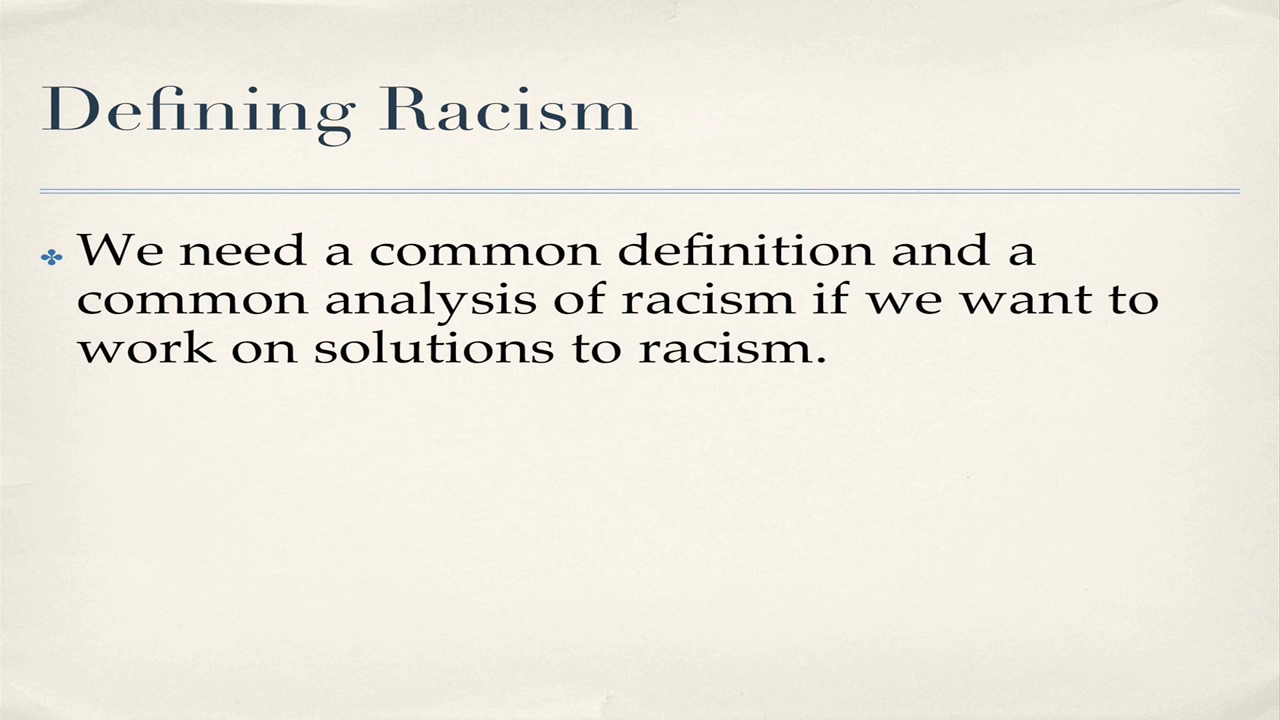 Defining Racism
We need a common definition and a
common analysis of racism if we want to
work on solutions to racism.